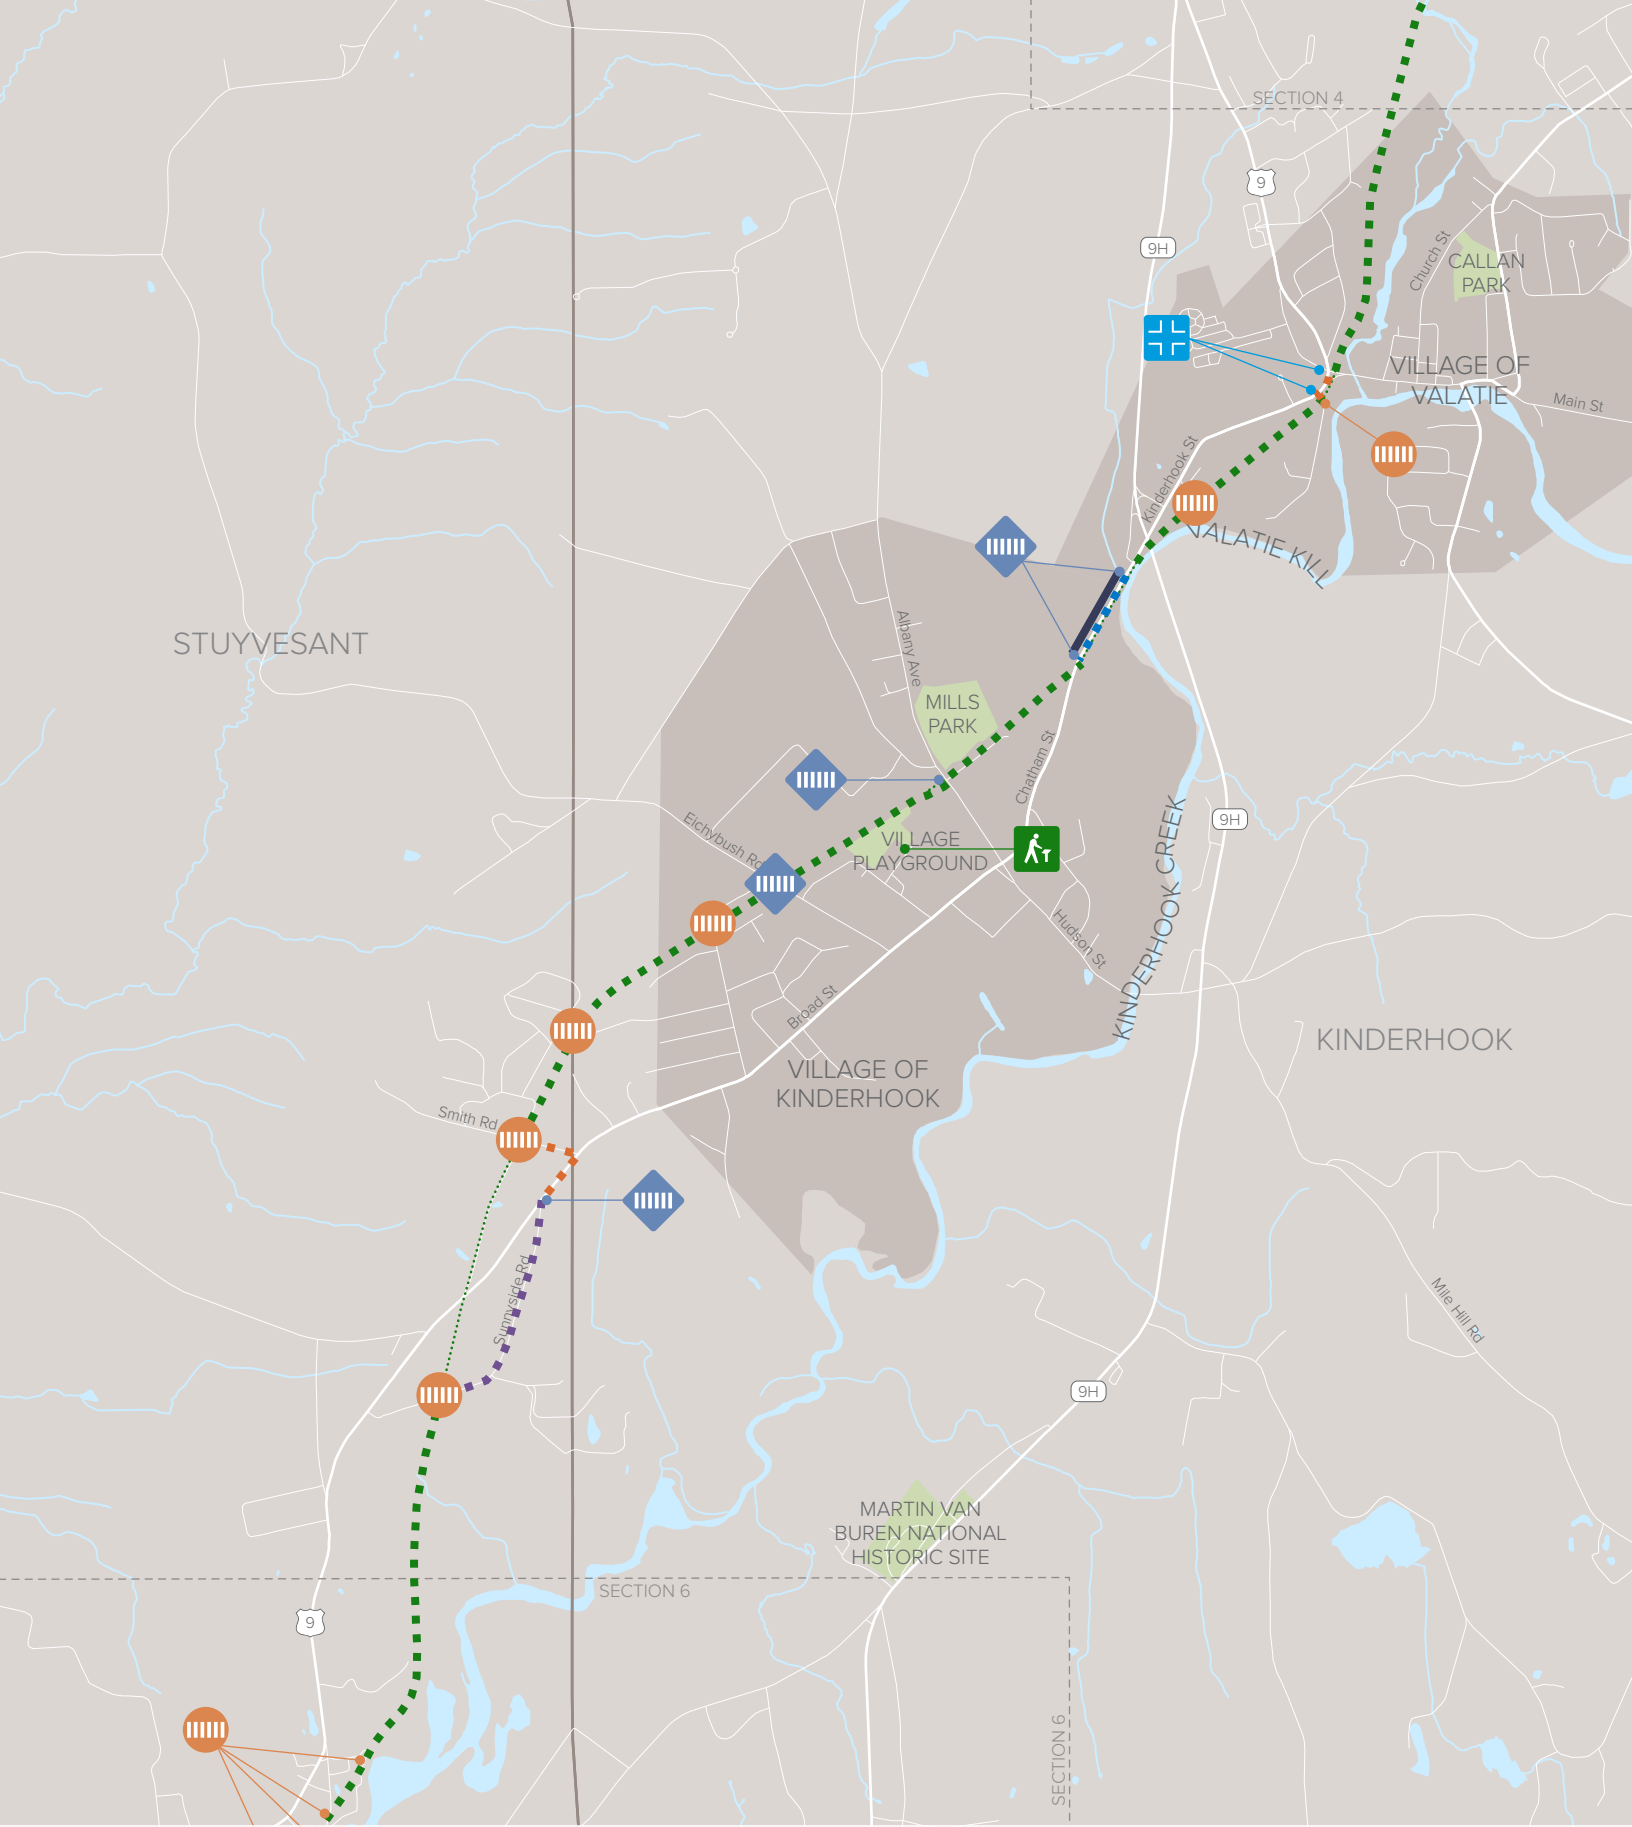 SECTION 4
9
Church St
9H
CALLAN
PARK
VILLAGE OF
VALATIE
Main St
Kinderhook St
VALATIE KILL
STUYVESANT
Albany Ave
MILLS
PARK
Chatham St
Eichybush Rd
9H
VILLAGE
PLAYGROUND
KINDERHOOK CREEK
Hudson St
Broad St
KINDERHOOK
VILLAGE OF
KINDERHOOK
Smith Rd
Sunnyside Rd
Mile Hill Rd
9H
MARTIN VAN
BUREN NATIONAL
HISTORIC SITE
SECTION 6
9
SECTION 6